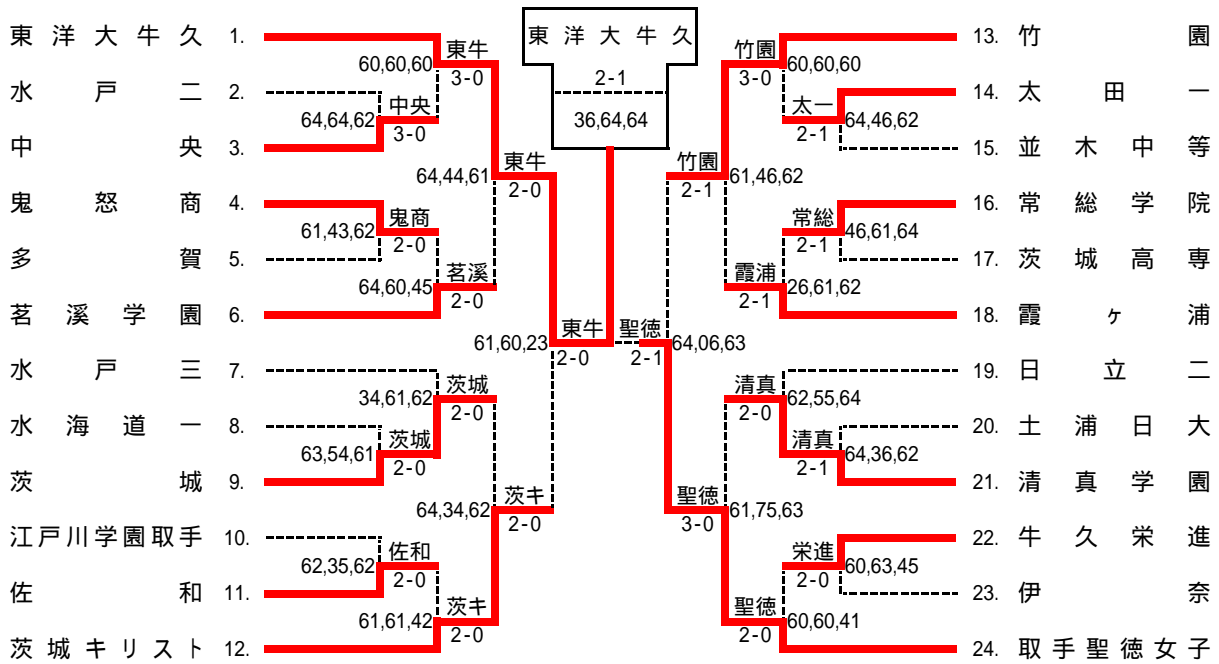 東洋大牛久 1.
水戸二 2.
中央 3.
鬼怒商 4.
多賀 5.
茗溪学園 6.
水戸三 7.
水海道一 8.
茨城 9.
江戸川学園取手 10.
佐和 11.
茨城キリスト 12.
東牛
60,60,60
3-0
中央
64,64,62
3-0
東牛
64,44,61
2-0
鬼商
61,43,62
2-0
茗溪
64,60,45
2-0
東牛
61,60,23
2-0
茨城
34,61,62
2-0
茨城
63,54,61
2-0
茨キ
64,34,62
2-0
佐和
62,35,62
2-0
茨キ
61,61,42
2-0
東洋大牛久
2-1
36,64,64
竹園
3-0
60,60,60
太一
2-1
64,46,62
竹園
2-1
61,46,62
常総
2-1
46,61,64
霞浦
2-1
26,61,62
聖徳
2-1
64,06,63
清真
2-0
62,55,64
清真
2-1
64,36,62
聖徳
3-0
61,75,63
栄進
2-0
60,63,45
聖徳
2-0
60,60,41
13. 竹園
14. 太田一
15. 並木中等
16. 常総学院
17. 茨城高専
18. 霞ヶ浦
19. 日立二
20. 土浦日大
21. 清真学園
22. 牛久栄進
23. 伊奈
24. 取手聖徳女子